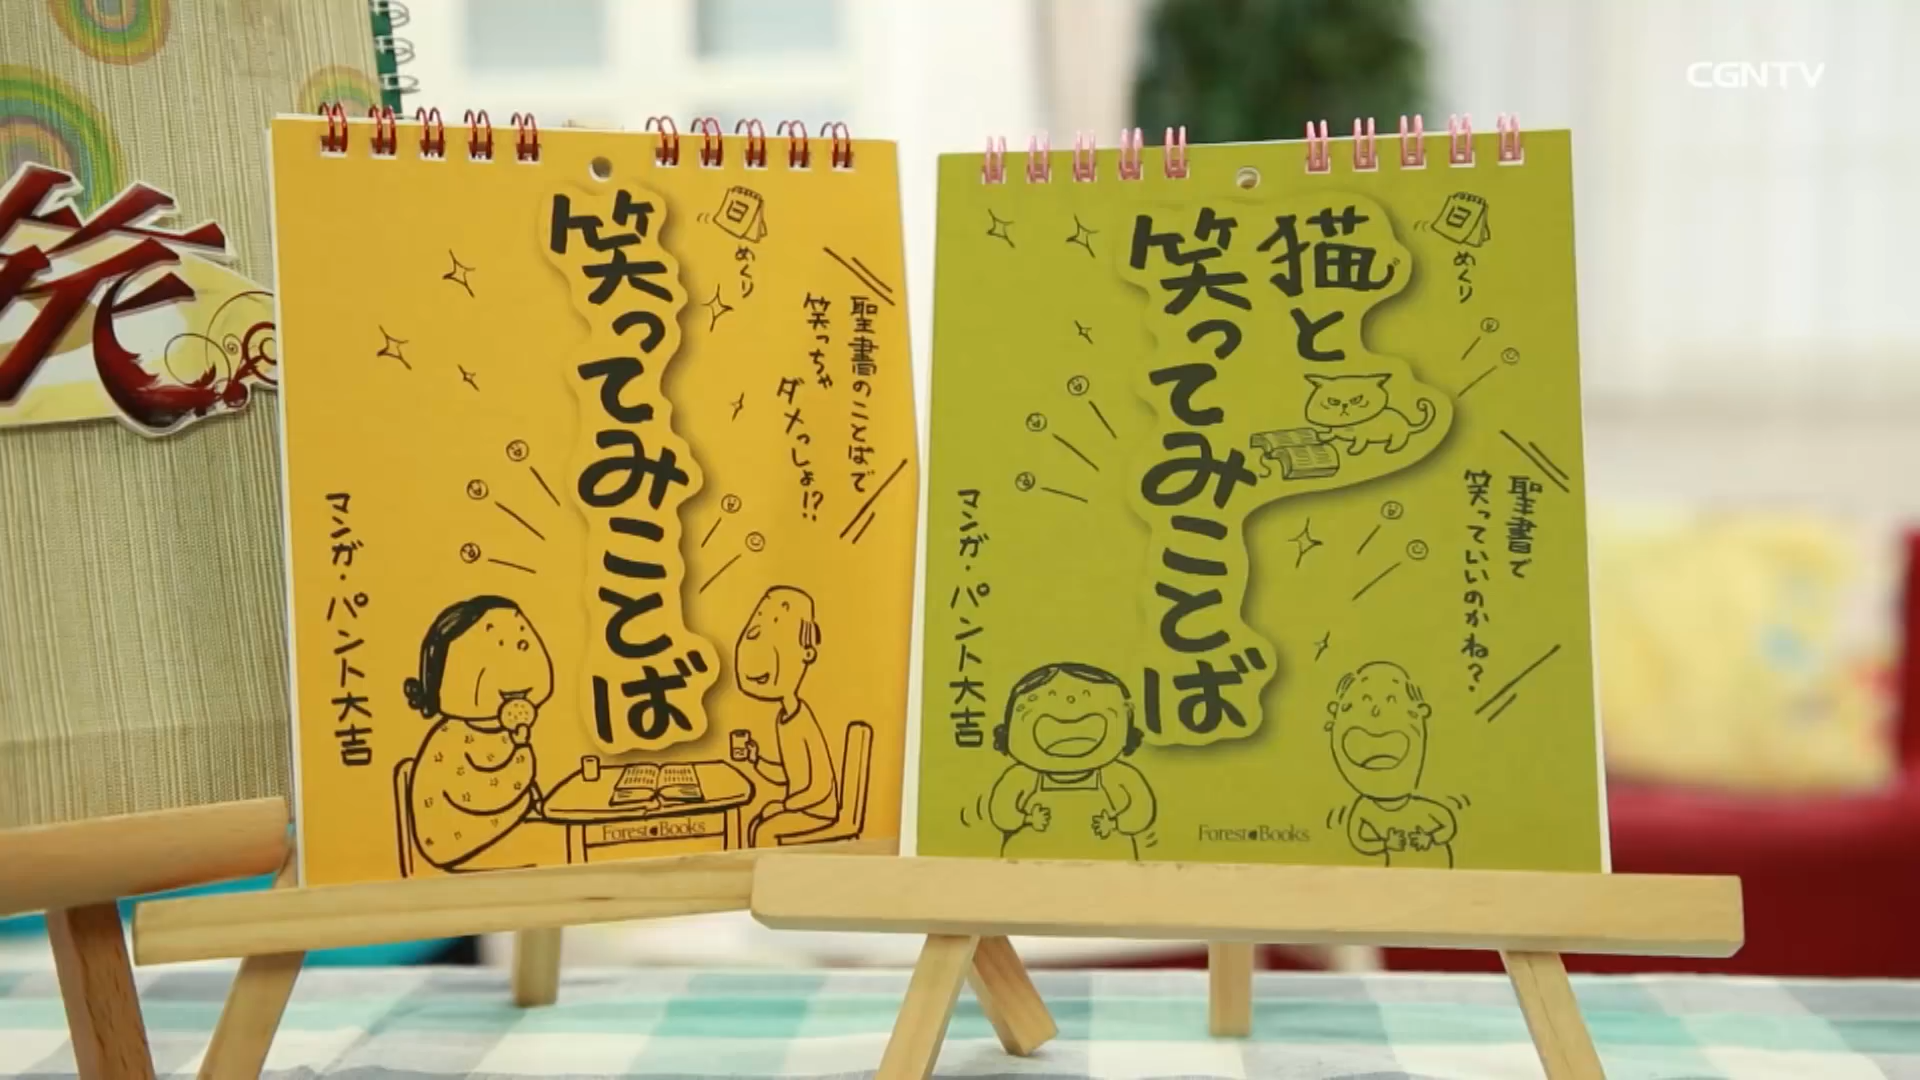 CGNTV
笑
笑ってみことば
日めくり
聖書のことばで
笑っちゃ
ダメっしょ!?
マンガ・パント大吉
Forest Books
猫と
笑ってみことば
日めくり
聖書で
笑っていいのかね?
マンガ・パント大吉
Forest Books